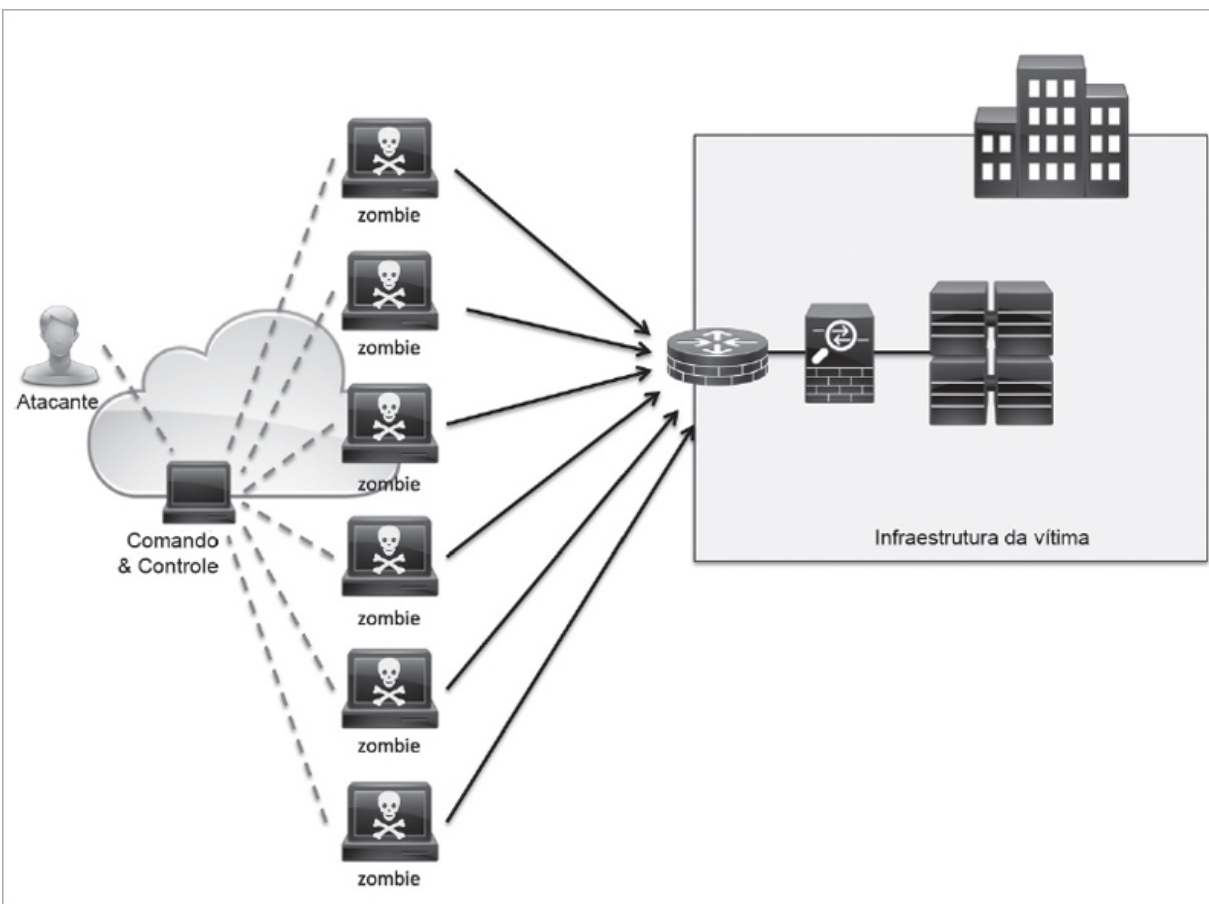 zombie
zombie
Atacante
zombie
Comando
& Controle
zombie
zombie
zombie
Infraestrutura da vítima